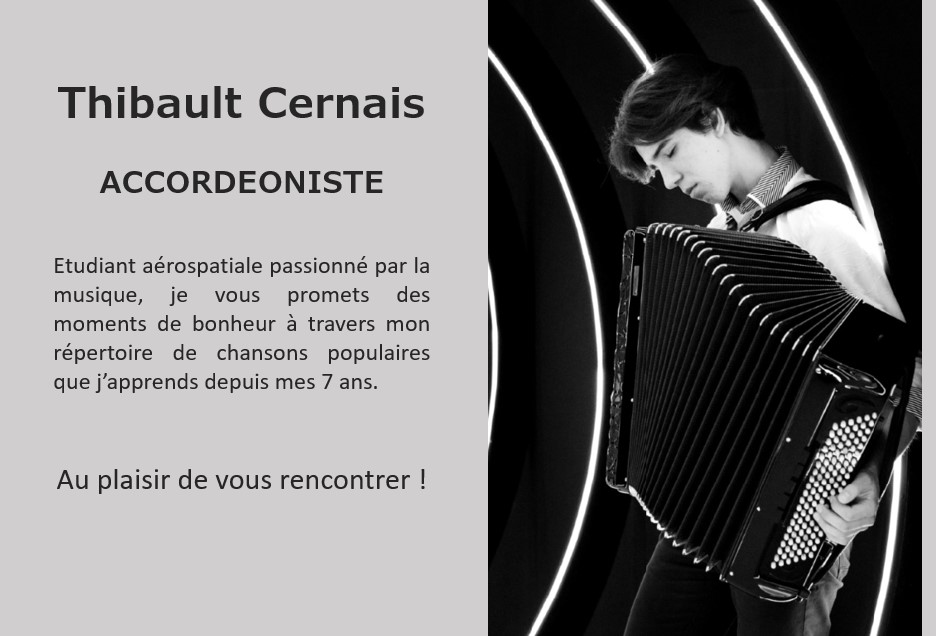 Thibault Cernais
ACCORDEONISTE
Etudiant aérospatiale passionné par la
musique, je vous promets des
moments de bonheur à travers mon
répertoire de chansons populaires
que j’apprends depuis mes 7 ans.
Au plaisir de vous rencontrer !